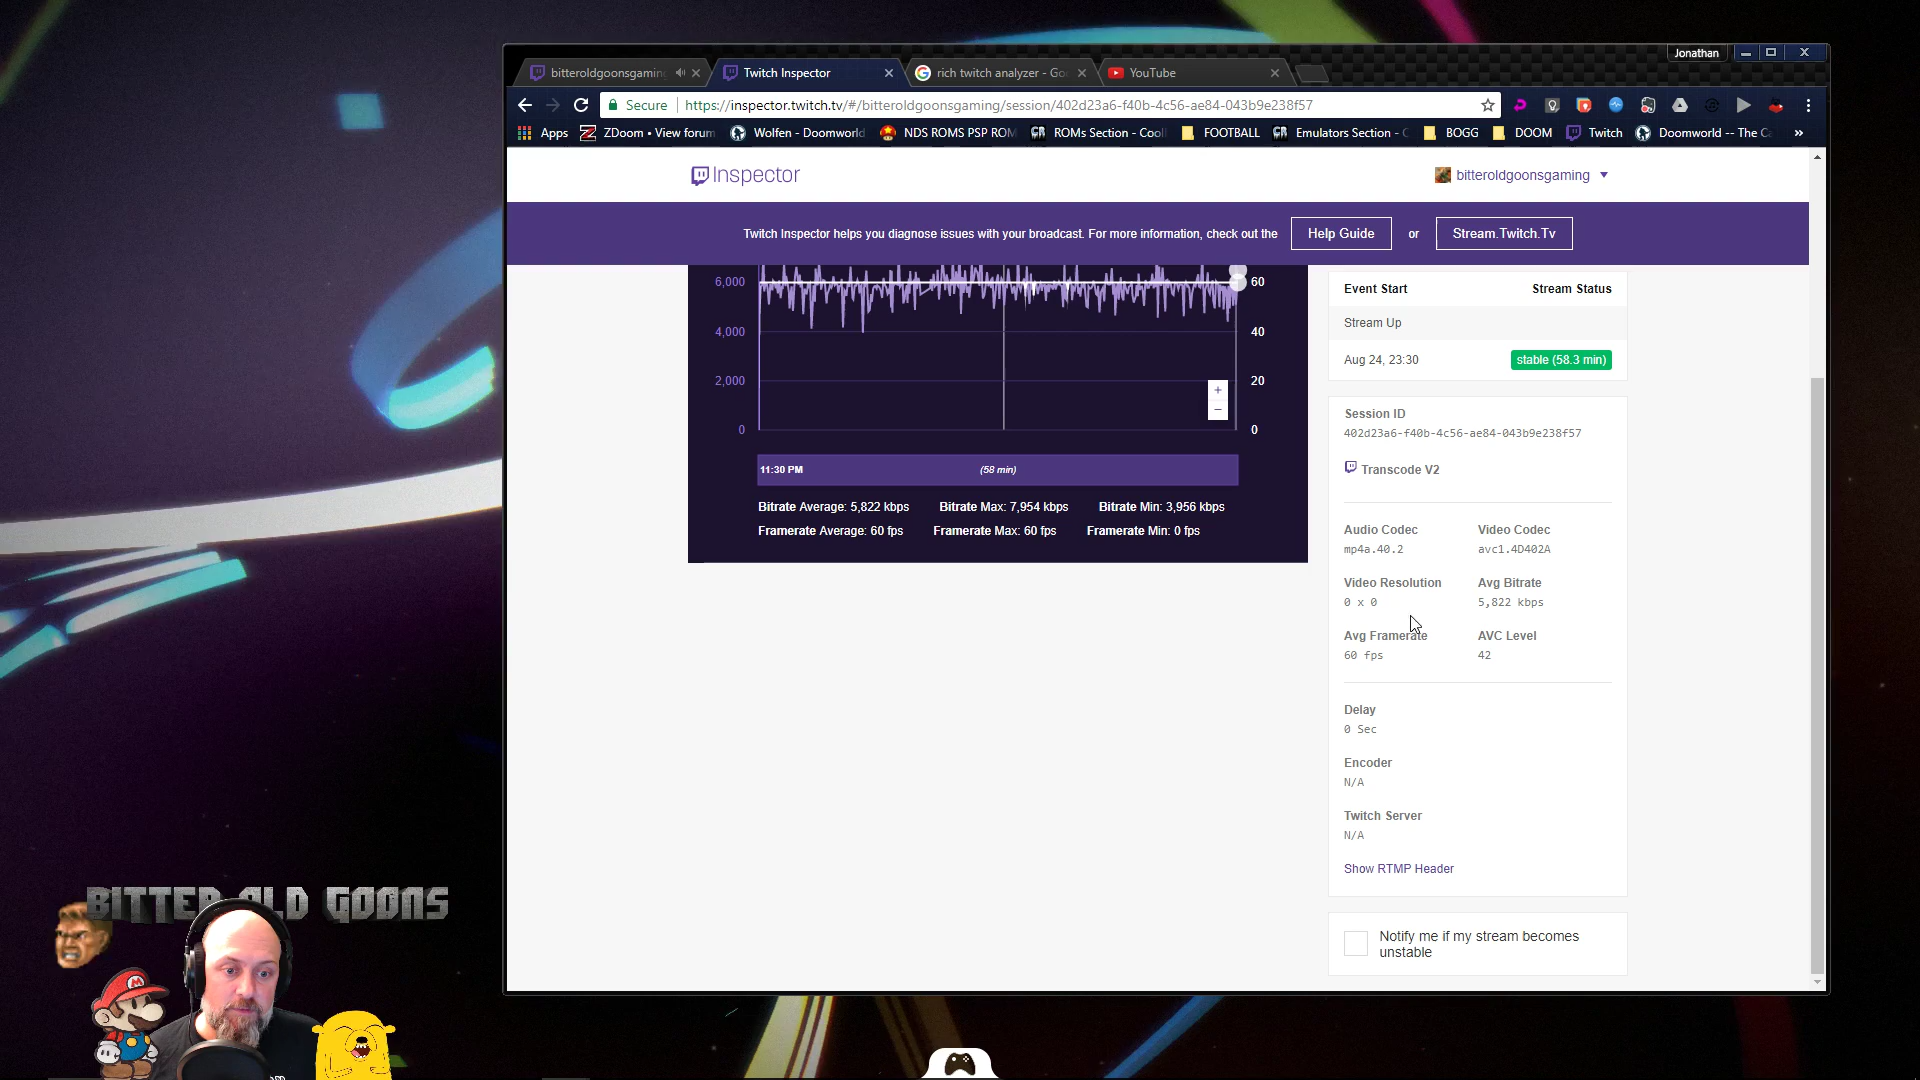 Jonathan
bitteroldgoonsgaming
Twitch Inspector
rich twitch analyzer - Go
YouTube
Secure
https://inspector.twitch.tv/#/bitteroldgoonsgaming/session/402d23a6-f40b-4c56-ae84-043b9e238f57
Apps
ZDoom • View forum
Wolfen - Doomworld
NDS ROMS PSP ROM
ROMs Section - Cool
FOOTBALL
Emulators Section - C
BOGG
DOOM
Twitch
Doomworld -- The Ca
»
Inspector
bitteroldgoonsgaming
Twitch Inspector helps you diagnose issues with your broadcast. For more information, check out the
Help Guide
or
Stream.Twitch.Tv
6,000
60
4,000
40
2,000
20
0
0
+
−
11:30 PM
(58 min)
Bitrate Average: 5,822 kbps
Bitrate Max: 7,954 kbps
Bitrate Min: 3,956 kbps
Framerate Average: 60 fps
Framerate Max: 60 fps
Framerate Min: 0 fps
Event Start
Stream Status
Stream Up
Aug 24, 23:30
stable (58.3 min)
Session ID
402d23a6-f40b-4c56-ae84-043b9e238f57
Transcode V2
Audio Codec
Video Codec
mp4a.40.2
avc1.4D402A
Video Resolution
Avg Bitrate
0 x 0
5,822 kbps
Avg Framerate
AVC Level
60 fps
42
Delay
0 Sec
Encoder
N/A
Twitch Server
N/A
Show RTMP Header
Notify me if my stream becomes
unstable
BITTER OLD GOONS
M